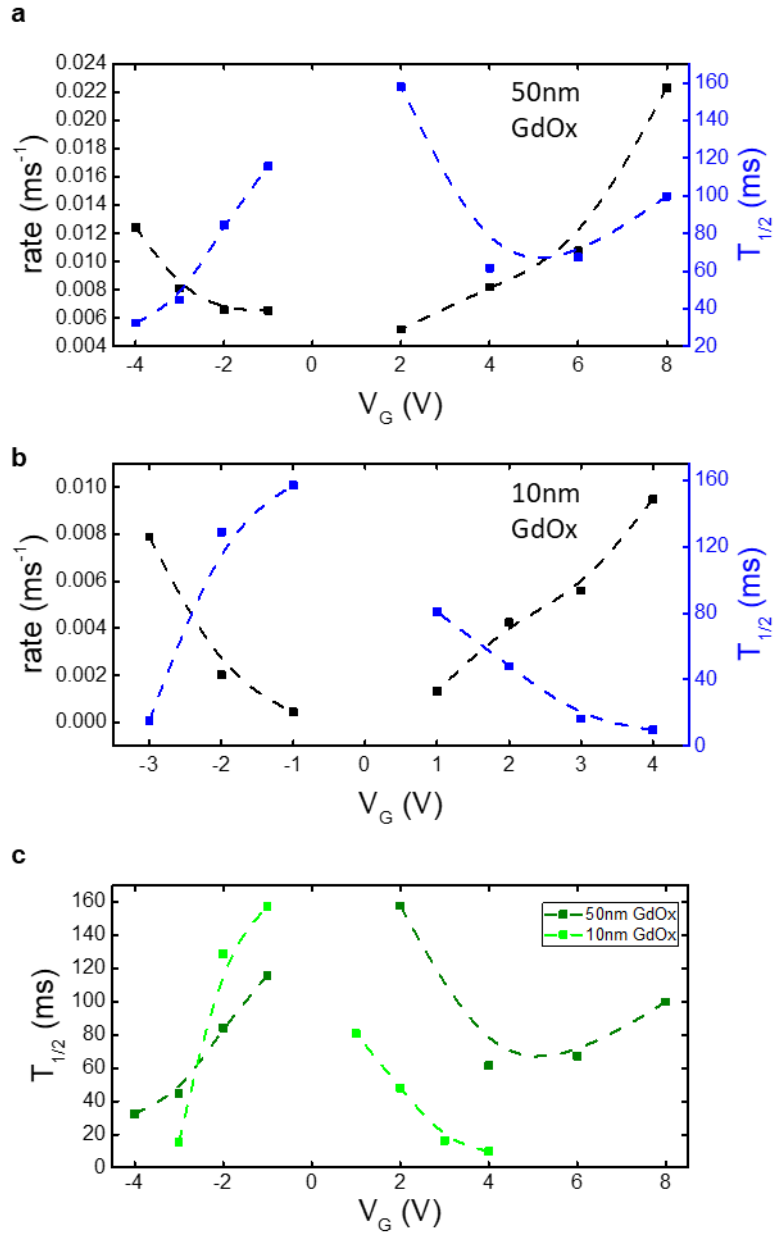 a
50nm
GdOx
rate (ms⁻¹)
0.024
0.022
0.020
0.018
0.016
0.014
0.012
0.010
0.008
0.006
0.004
160
140
120
100
80
60
40
20
T1/2 (ms)
-4 -2 0 2 4 6 8
VG (V)
b
10nm
GdOx
rate (ms⁻¹)
0.010
0.008
0.006
0.004
0.002
0.000
160
120
80
40
0
T1/2 (ms)
-3 -2 -1 0 1 2 3 4
VG (V)
c
50nm GdOx
10nm GdOx
T1/2 (ms)
160
140
120
100
80
60
40
20
0
-4 -2 0 2 4 6 8
VG (V)